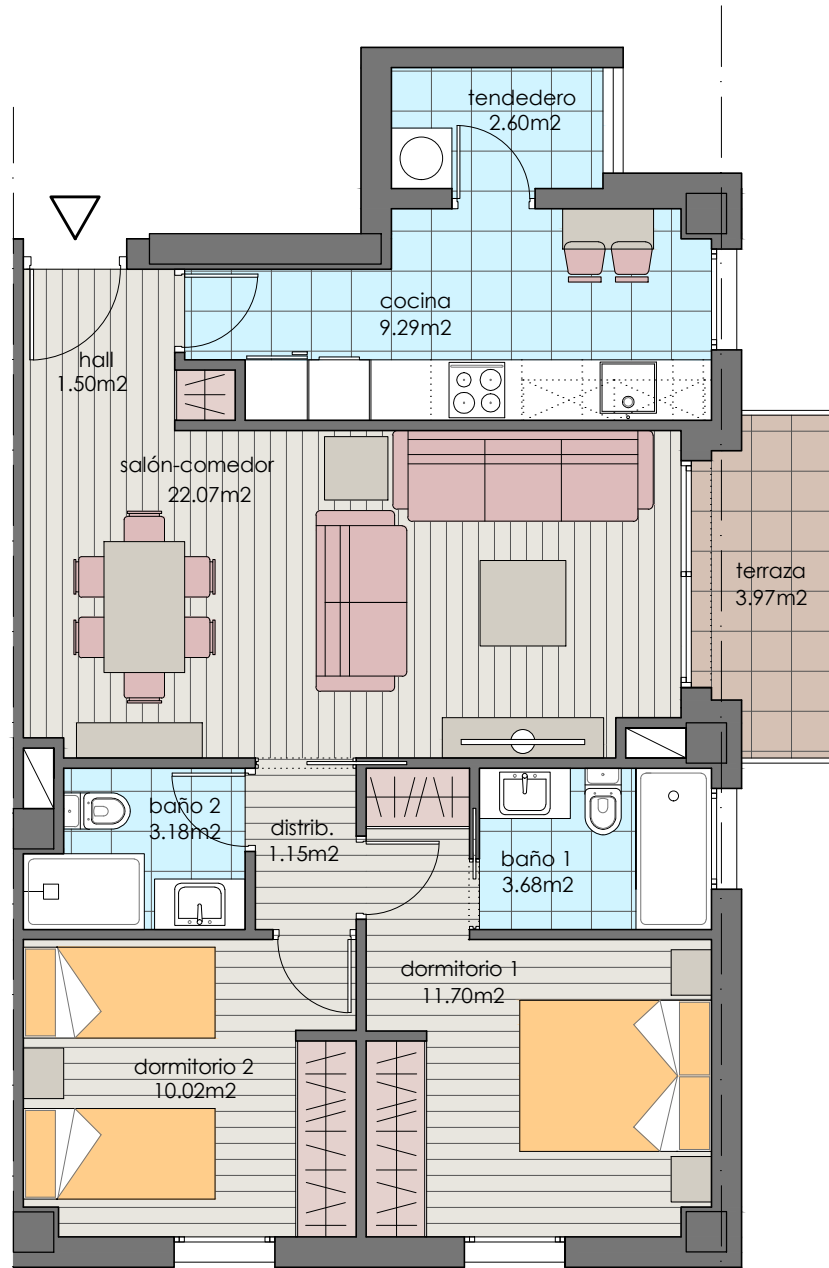 tendedero
2.60m2
cocina
9.29m2
hall
1.50m2
salón-comedor
22.07m2
terraza
3.97m2
baño 2
3.18m2
distrib.
1.15m2
baño 1
3.68m2
dormitorio 1
11.70m2
dormitorio 2
10.02m2